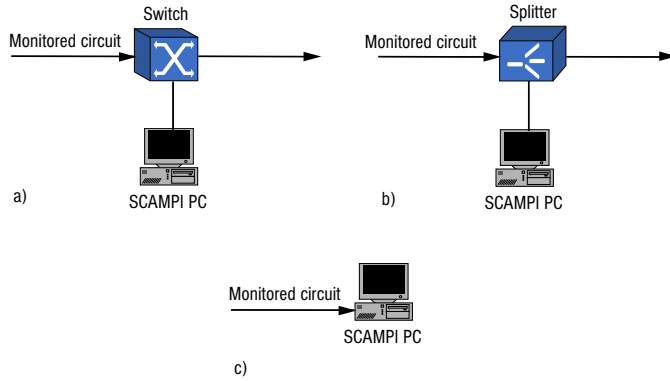 Switch
Monitored circuit
SCAMPI PC
a)
Splitter
Monitored circuit
SCAMPI PC
b)
Monitored circuit
SCAMPI PC
c)